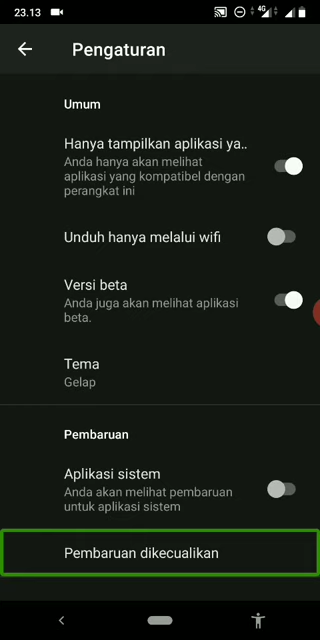 23.13
4G
Pengaturan
Umum
Hanya tampilkan aplikasi ya..
Anda hanya akan melihat
aplikasi yang kompatibel dengan
perangkat ini
Unduh hanya melalui wifi
Versi beta
Anda juga akan melihat aplikasi
beta.
Tema
Gelap
Pembaruan
Aplikasi sistem
Anda akan melihat pembaruan
untuk aplikasi sistem
Pembaruan dikecualikan